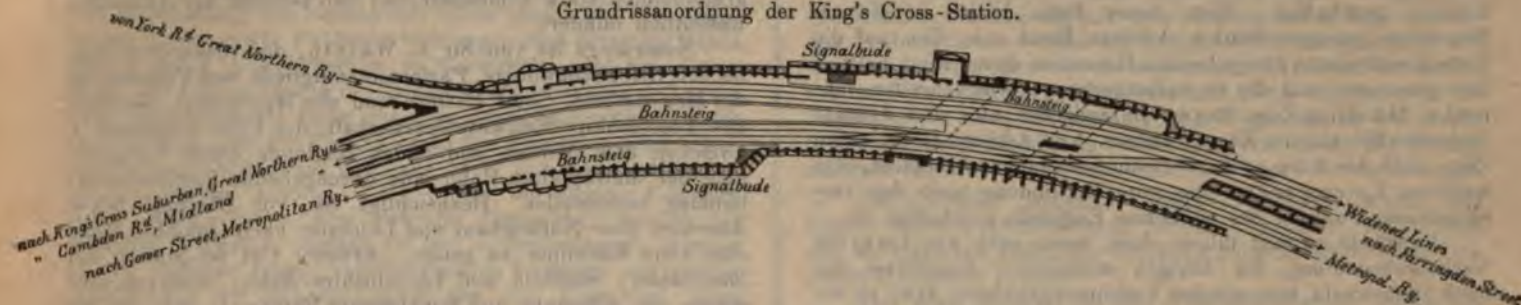 Grundrissanordnung der King's Cross-Station.
von York Rd Great Northern Ry.
Signalbude
Bahnsteig
Bahnsteig
Bahnsteig
Signalbude
nach King's Cross Suburban, Great Northern Ry.
" Cambden Rd, Midland "
nach Gower Street, Metropolitan Ry.
Widened Lines
nach Farringdon Street
Metropol. Ry.